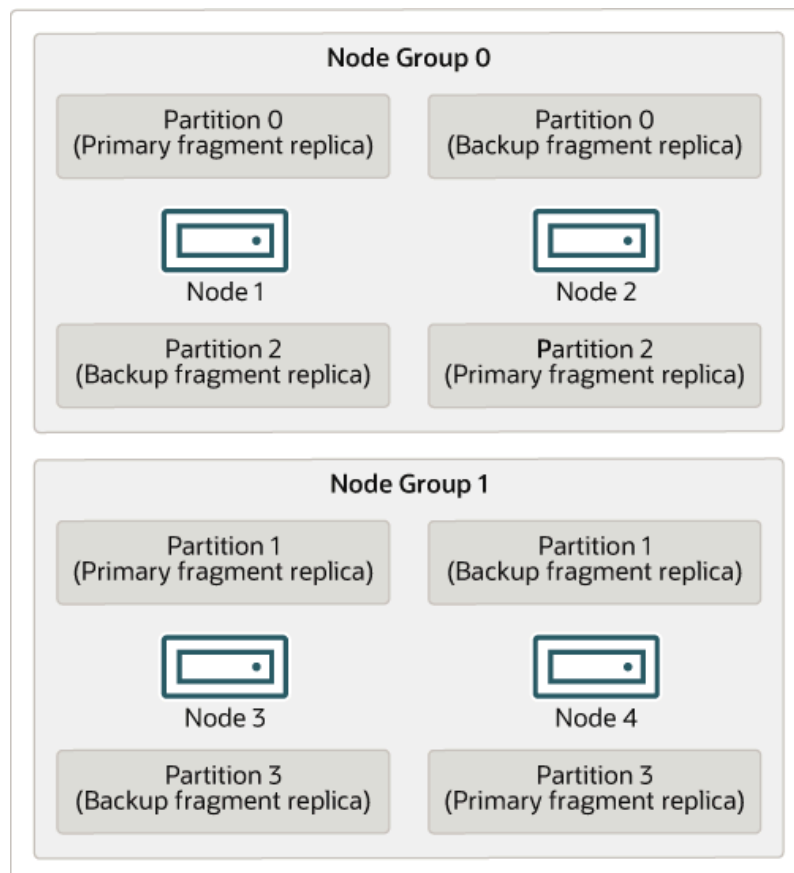 Node Group 0
Partition 0
(Primary fragment replica)
Partition 0
(Backup fragment replica)
Node 1
Node 2
Partition 2
(Backup fragment replica)
Partition 2
(Primary fragment replica)
Node Group 1
Partition 1
(Primary fragment replica)
Partition 1
(Backup fragment replica)
Node 3
Node 4
Partition 3
(Backup fragment replica)
Partition 3
(Primary fragment replica)